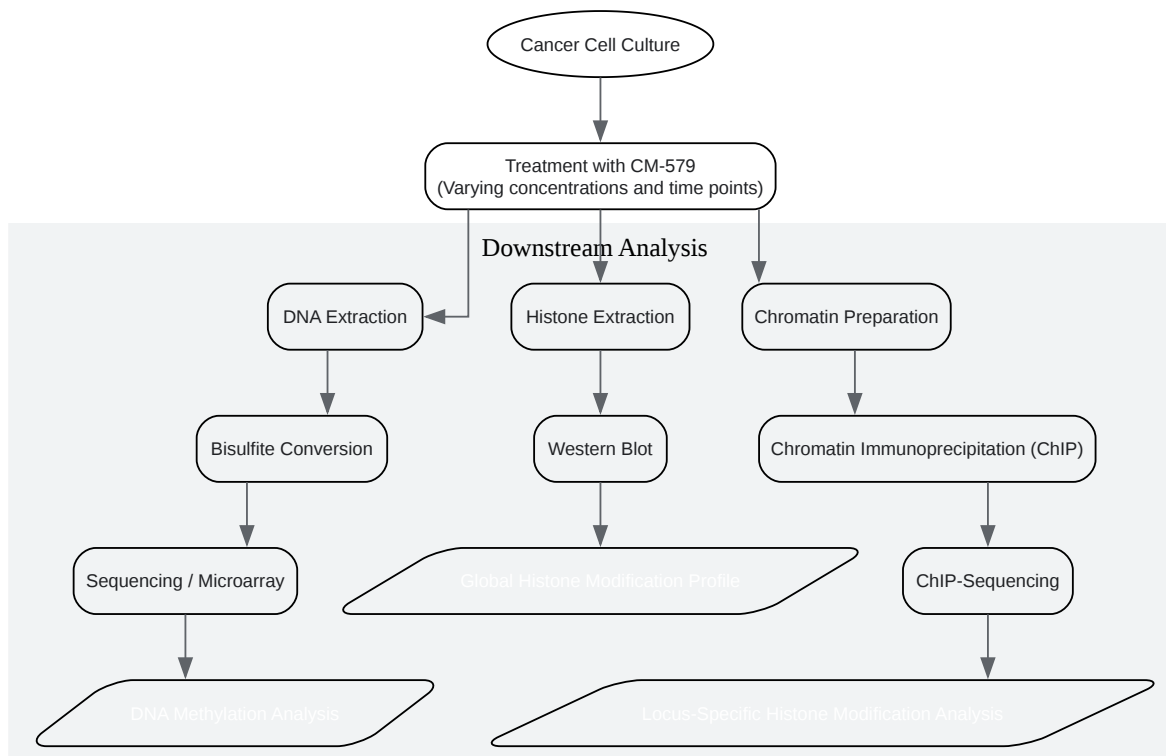 Cancer Cell Culture
Treatment with CM-579
(Varying concentrations and time points)
Downstream Analysis
DNA Extraction
Histone Extraction
Chromatin Preparation
Bisulfite Conversion
Western Blot
Chromatin Immunoprecipitation (ChIP)
Sequencing / Microarray
Global Histone Modification Profile
ChIP-Sequencing
DNA Methylation Analysis
Locus-Specific Histone Modification Analysis